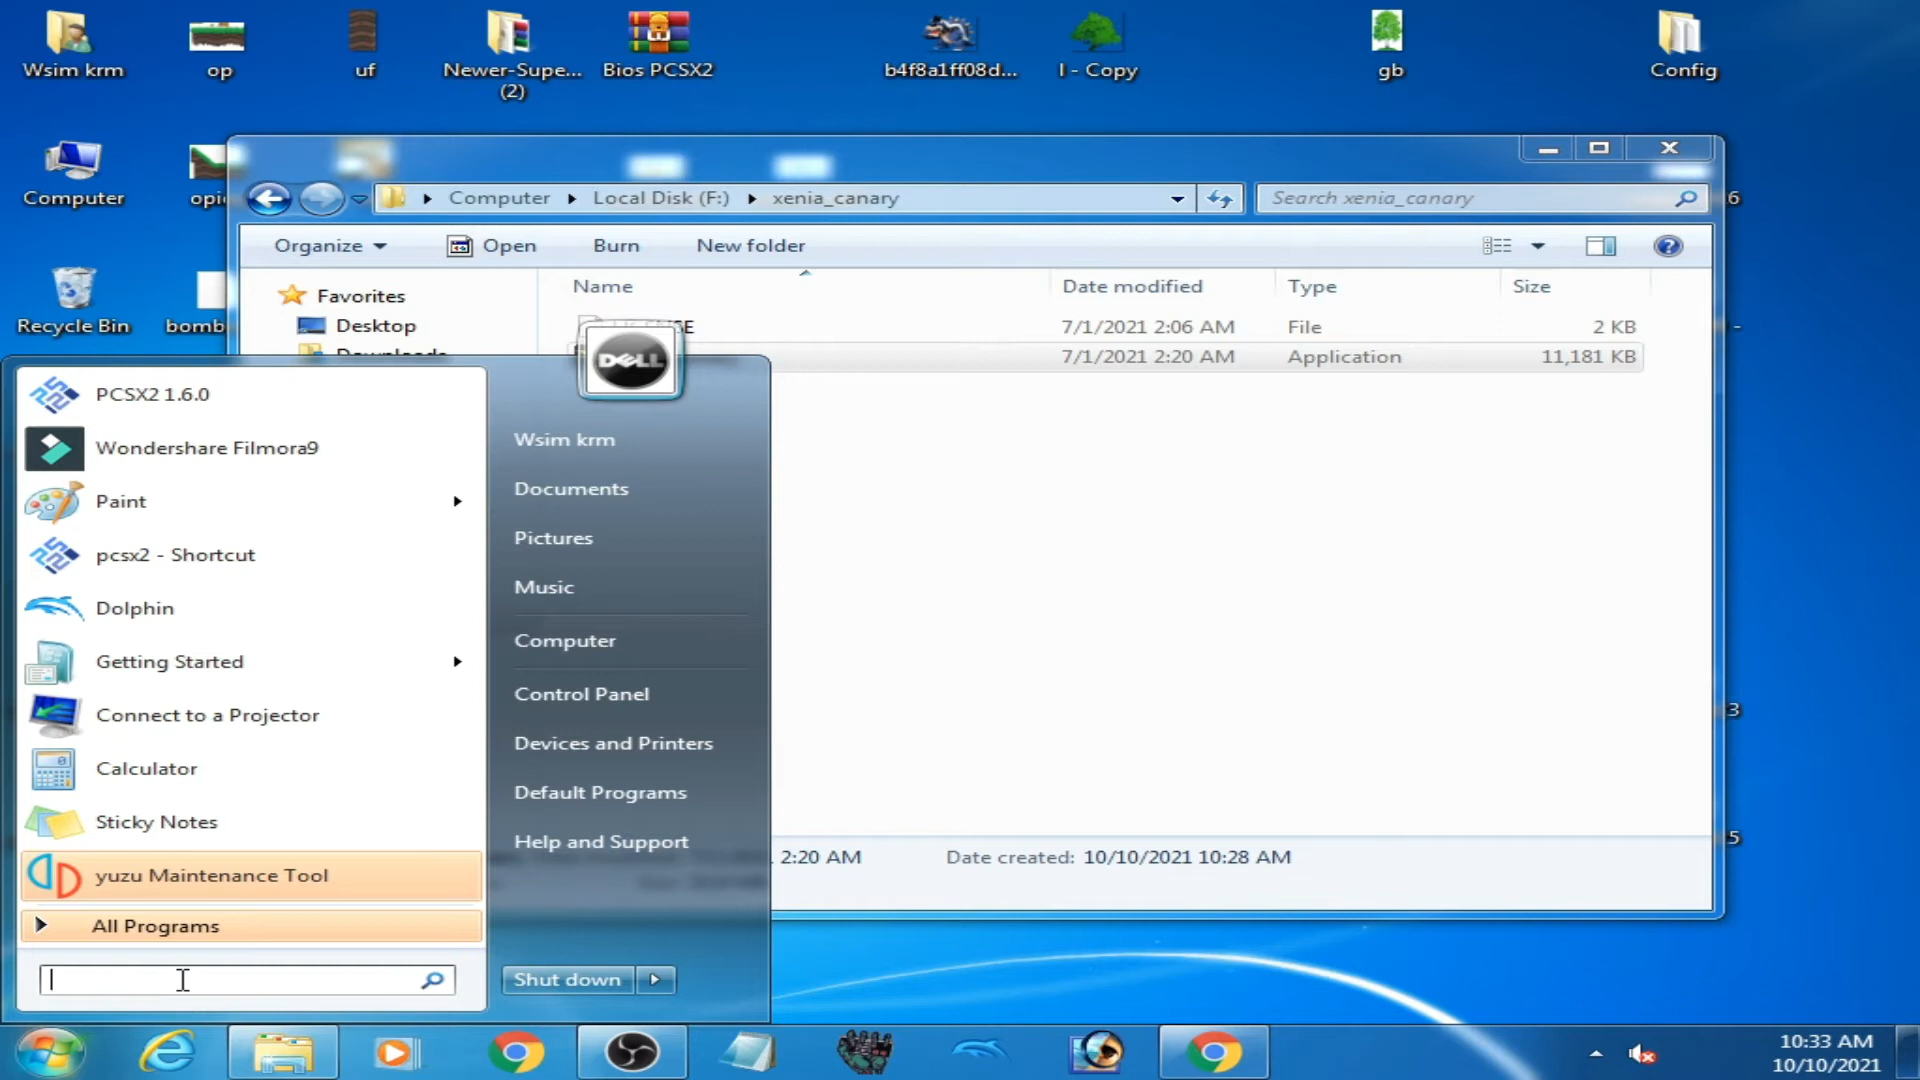 Wsim krm
op
uf
Newer-Supe...
(2)
Bios PCSX2
b4f8a1ff08d...
I - Copy
gb
Config
Computer
Recycle Bin
Computer
Local Disk (F:)
xenia_canary
Search xenia_canary
Organize
Open
Burn
New folder
Name
Date modified
Type
Size
7/1/2021 2:06 AM
File
2 KB
7/1/2021 2:20 AM
Application
11,181 KB
Favorites
Desktop
Downloads
DELL
PCSX2 1.6.0
Wondershare Filmora9
Paint
pcsx2 - Shortcut
Dolphin
Getting Started
Connect to a Projector
Calculator
Sticky Notes
yuzu Maintenance Tool
All Programs
Wsim krm
Documents
Pictures
Music
Computer
Control Panel
Devices and Printers
Default Programs
Help and Support
Shut down
2:20 AM
Date created: 10/10/2021 10:28 AM
6
3
5
10:33 AM
10/10/2021